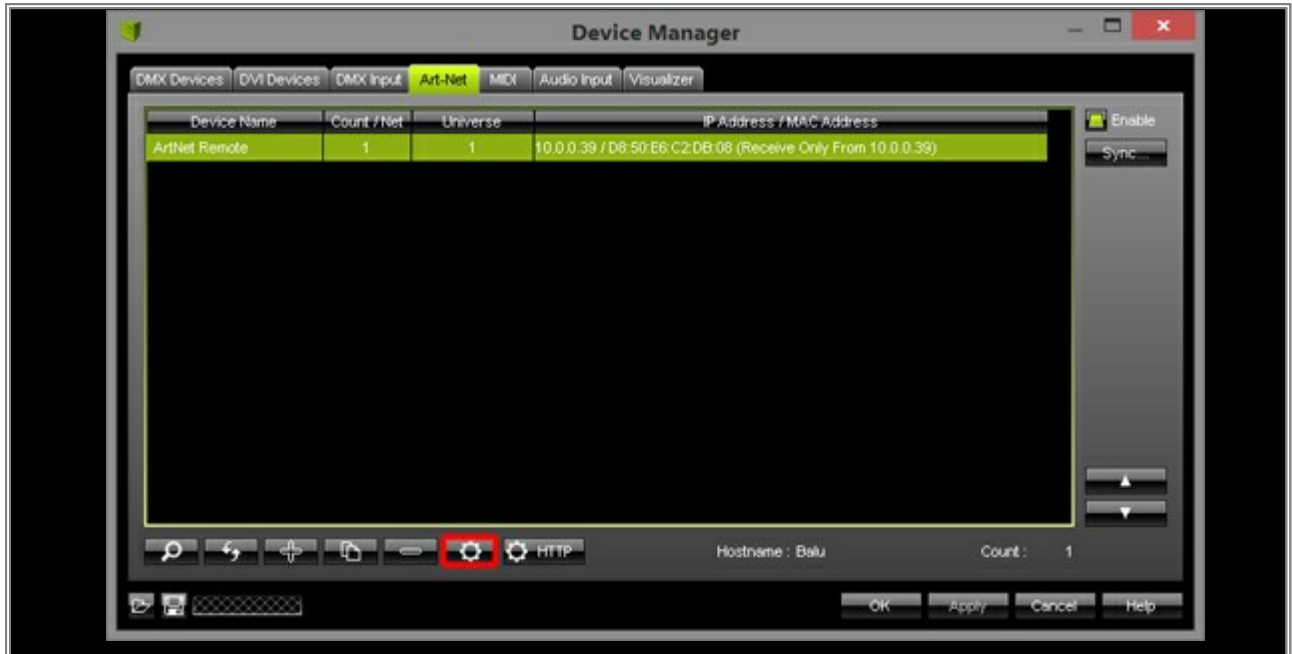 Device Manager
DMX Devices DVI Devices DMX Input Art-Net MIDI Audio Input Visualizer
Device Name Count / Net Universe IP Address / MAC Address
Enable
ArtNet Remote 1 1 10.0.0.39 / D8:50:E6:C2:DB:08 (Receive Only From 10.0.0.39)
Sync...
HTTP Hostname : Balu Count : 1
OK Apply Cancel Help